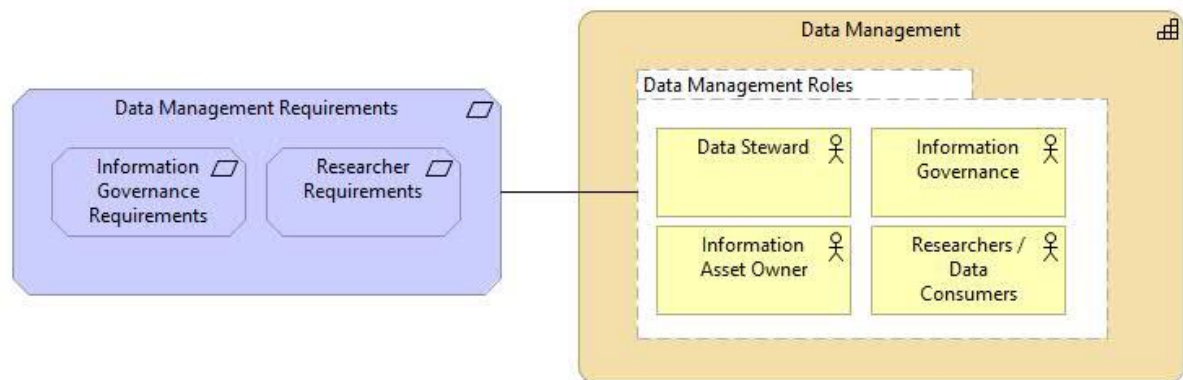 Data Management
Data Management Roles
Data Management Requirements
Information
Governance
Requirements
Researcher
Requirements
Data Steward
Information
Governance
Information
Asset Owner
Researchers /
Data
Consumers